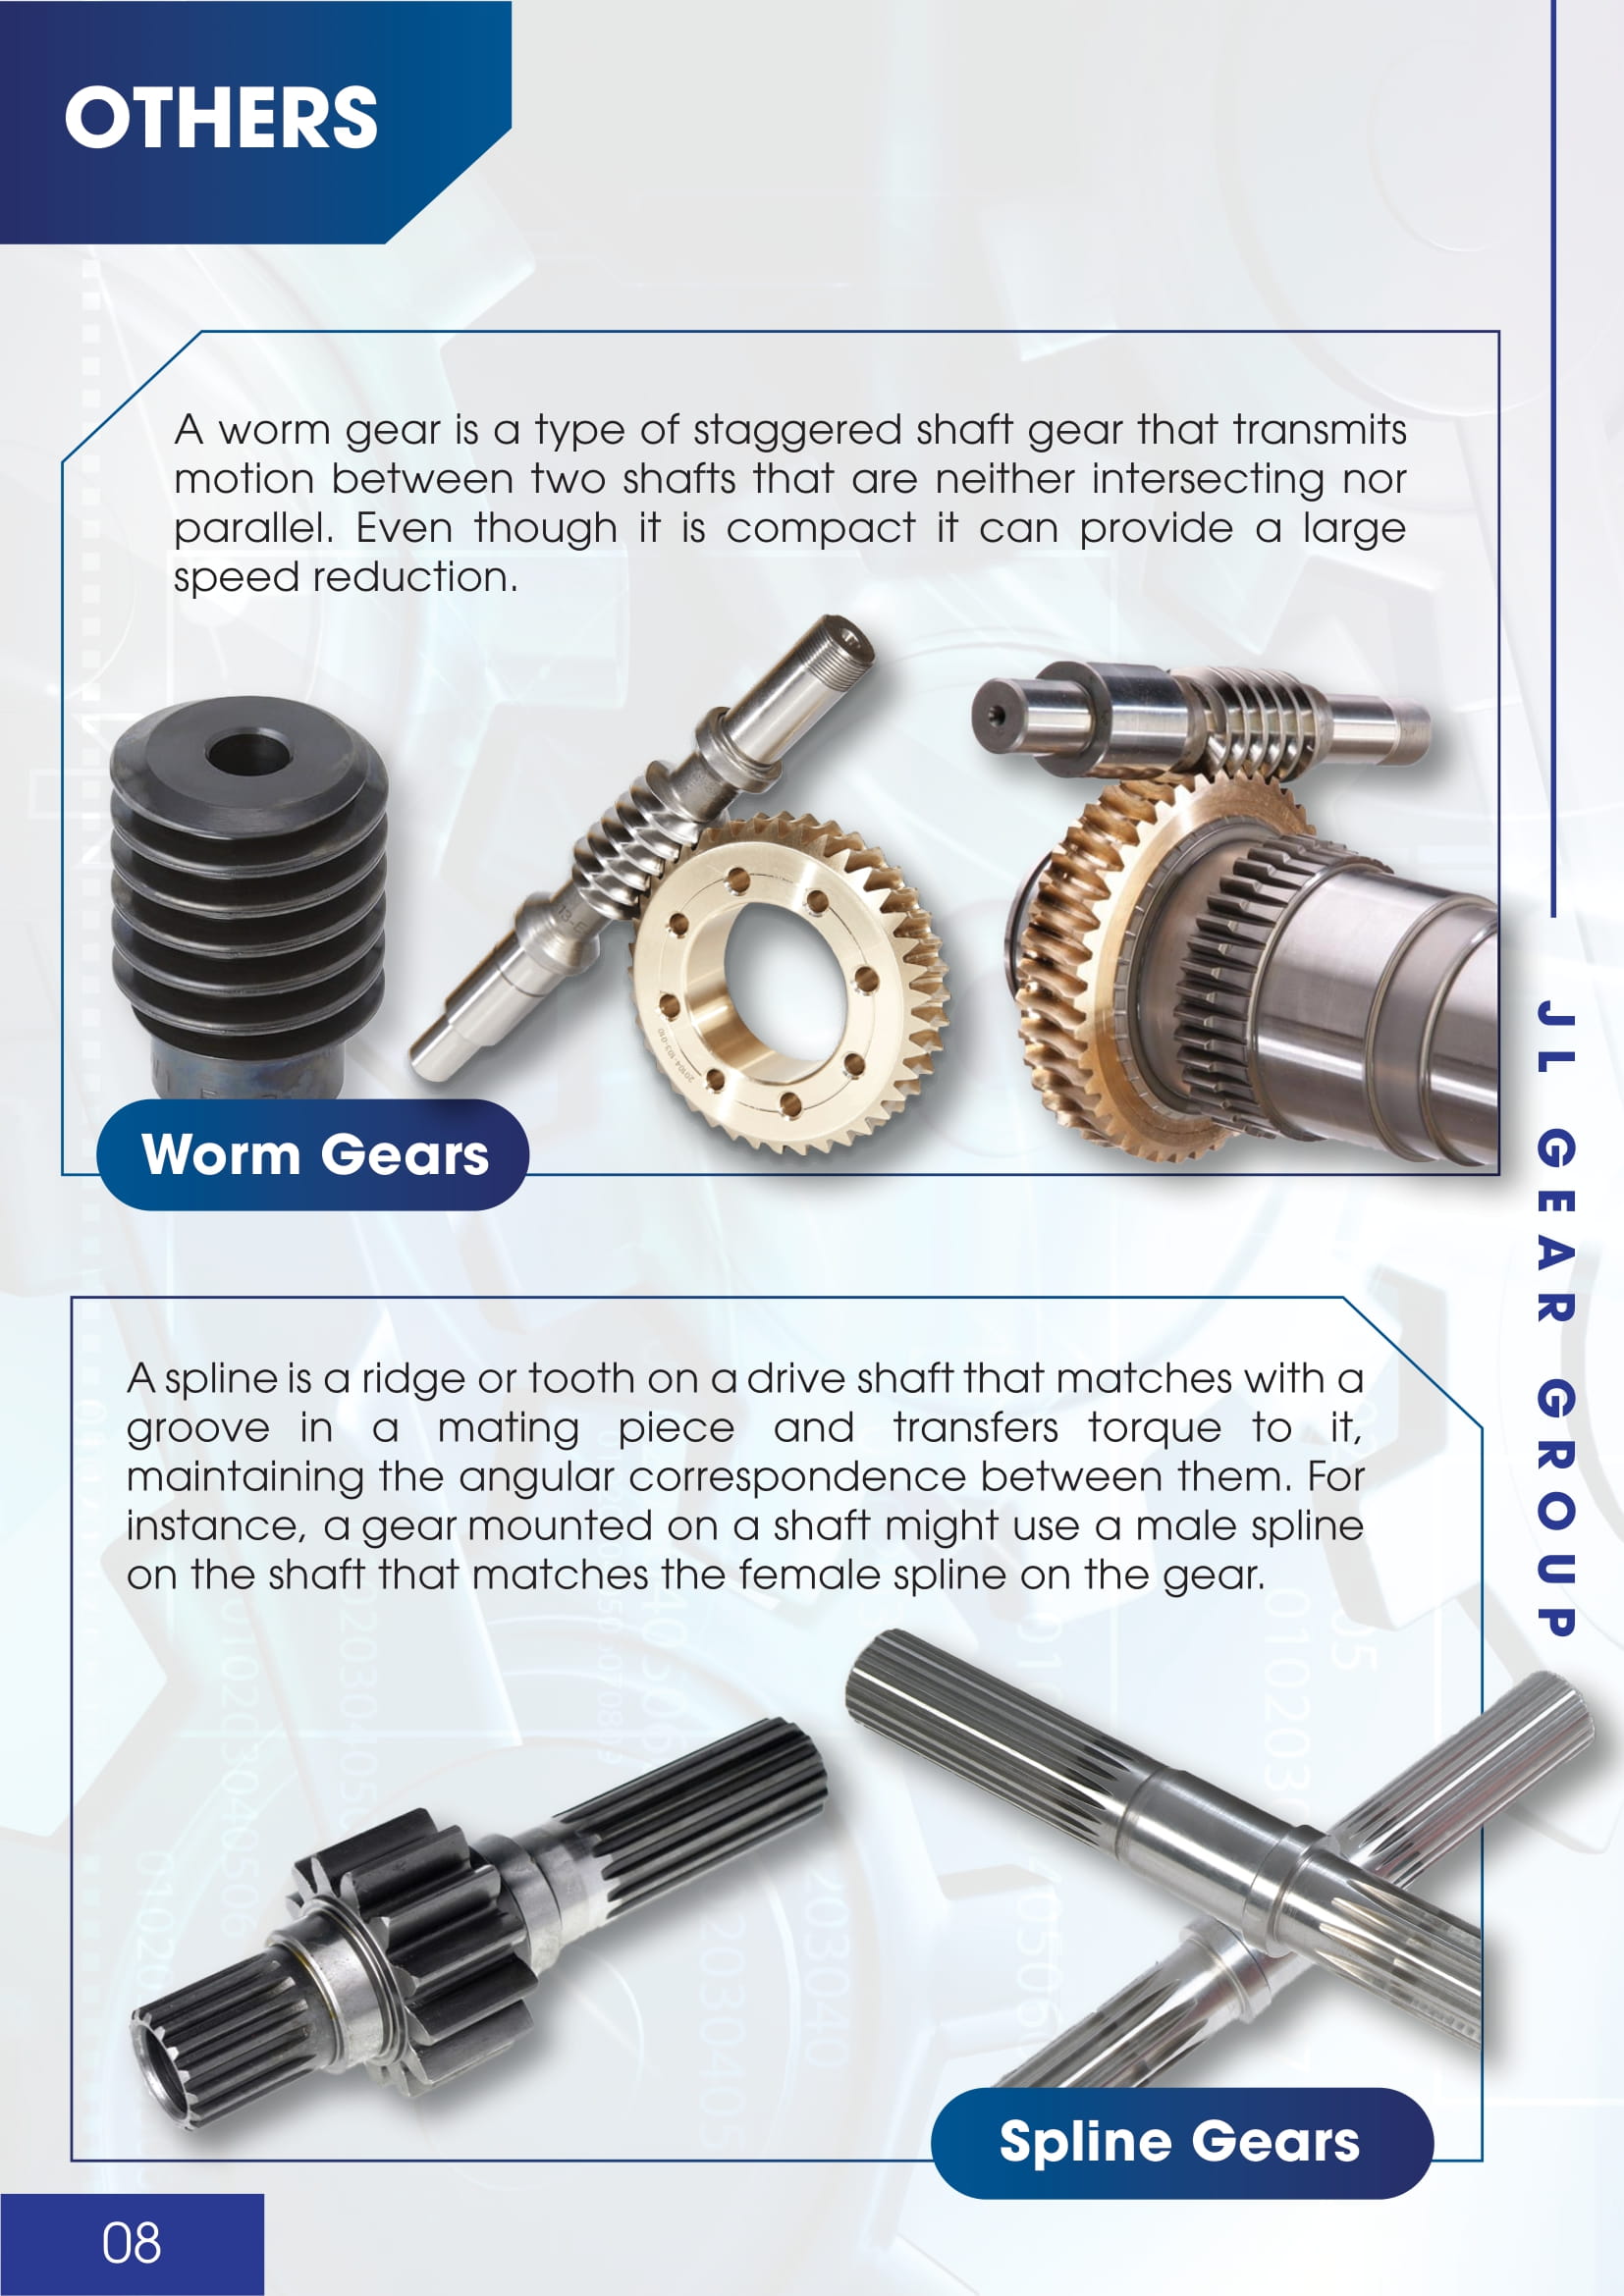 OTHERS
A worm gear is a type of staggered shaft gear that transmits
motion between two shafts that are neither intersecting nor
parallel. Even though it is compact it can provide a large
speed reduction.
Worm Gears
A spline is a ridge or tooth on a drive shaft that matches with a
groove in a mating piece and transfers torque to it,
maintaining the angular correspondence between them. For
instance, a gear mounted on a shaft might use a male spline
on the shaft that matches the female spline on the gear.
Spline Gears
JL GEAR GROUP
08